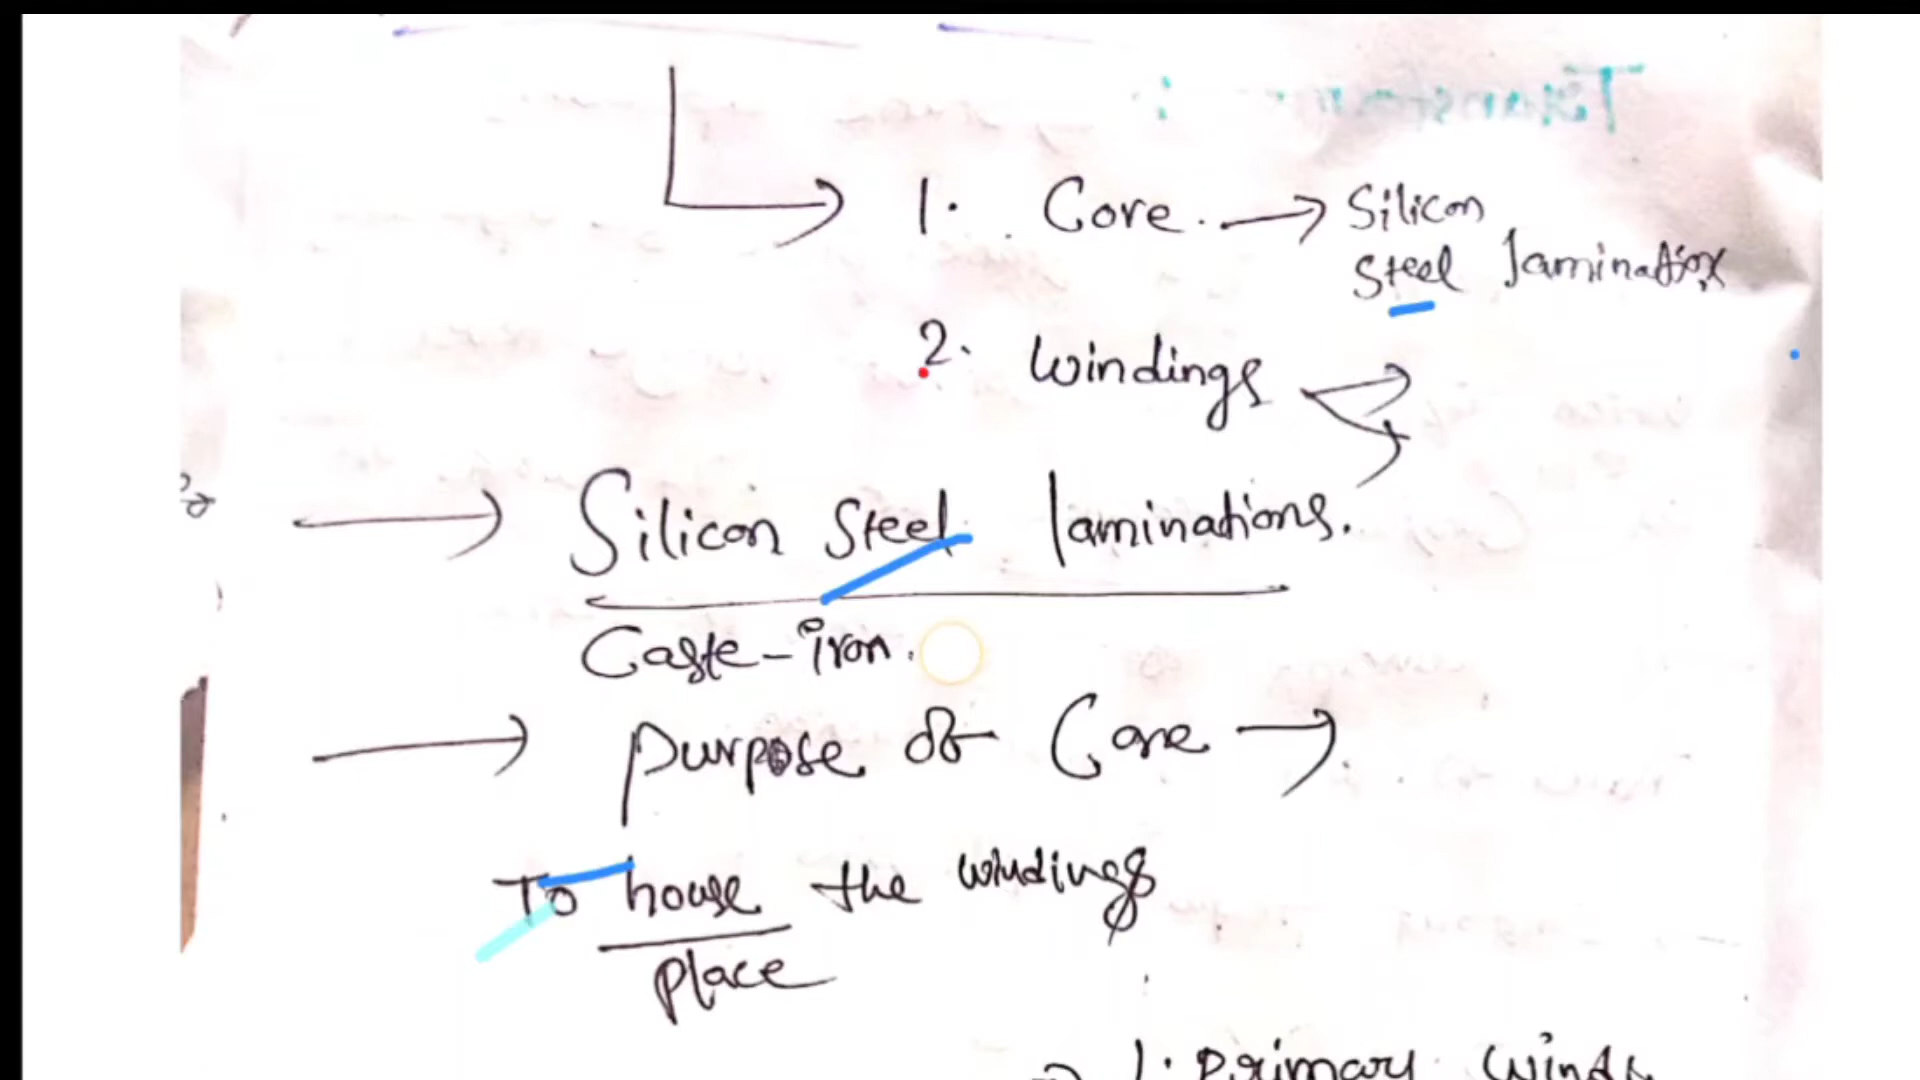 1. Core. → Silicon
steel lamination
2. Windings
→ Silicon Steel laminations.
Caste-iron.
→ purpose of Core →
To house the windings
place
1. Primary